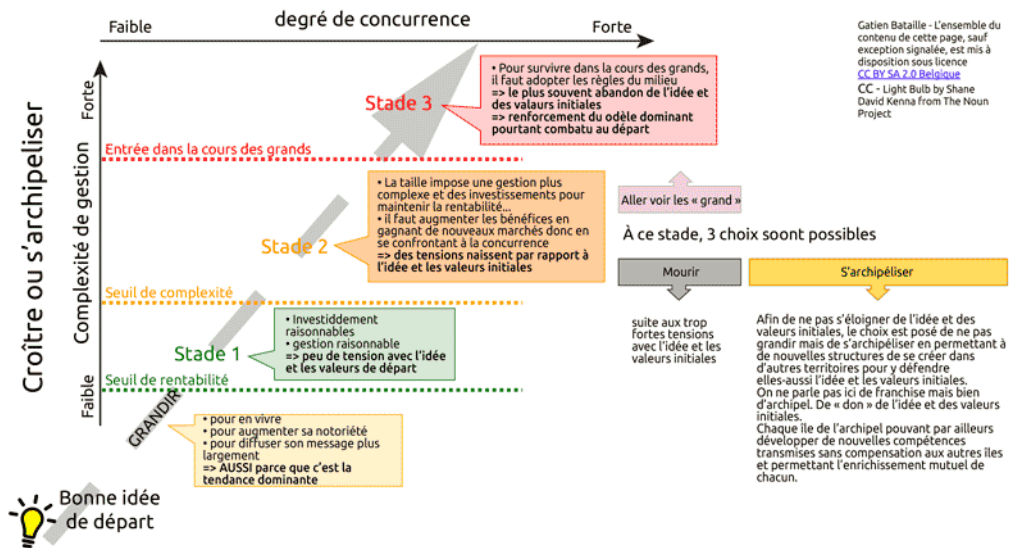 degré de concurrence
Faible
Forte
Gatien Bataille - L'ensemble du
contenu de cette page, sauf
exception signalée, est mis à
disposition sous licence
CC BY SA 2.0 Belgique
CC - Light Bulb by Shane
David Kenna from The Noun
Project
Croître ou s'archipeliser
Complexité de gestion
Forte
Faible
Stade 3
• Pour survivre dans la cours des grands,
il faut adopter les règles du milieu
=> le plus souvent abandon de l'idée et
des valaurs initiales
=> renforcement du odèle dominant
pourtant combatu au départ
Entrée dans la cours des grands
Stade 2
• La taille impose une gestion plus
complexe et des investissements pour
maintenir la rentabilité...
• il faut augmenter les bénéfices en
gagnant de nouveaux marchés donc en
se confrontant à la concurrence
=> des tensions naissent par rapport à
l'idée et les valeurs initiales
Aller voir les « grand »
À ce stade, 3 choix soont possibles
Mourir
S'archipéliser
suite aux trop
fortes tensions
avec l'idée et les
valeurs initiales
Afin de ne pas s'éloigner de l'idée et des
valeurs initiales, le choix est posé de ne pas
grandir mais de s'archipéliser en permettant à
de nouvelles structures de se créer dans
d'autres territoires pour y défendre
elles-aussi l'idée et les valeurs initiales.
On ne parle pas ici de franchise mais bien
d'archipel. De « don » de l'idée et des valeurs
initiales.
Chaque île de l'archipel pouvant par ailleurs
développer de nouvelles compétences
transmises sans compensation aux autres îles
et permettant l'enrichissement mutuel de
chacun.
Seuil de complexité
Stade 1
• Investiddement
raisonnables
• gestion raisonnable
=> peu de tension avec l'idée
et les valeurs de départ
Seuil de rentabilité
GRANDIR
• pour en vivre
• pour augmenter sa notoriété
• pour diffuser son message plus
largement
=> AUSSI parce que c'est la
tendance dominante
Bonne idée
de départ